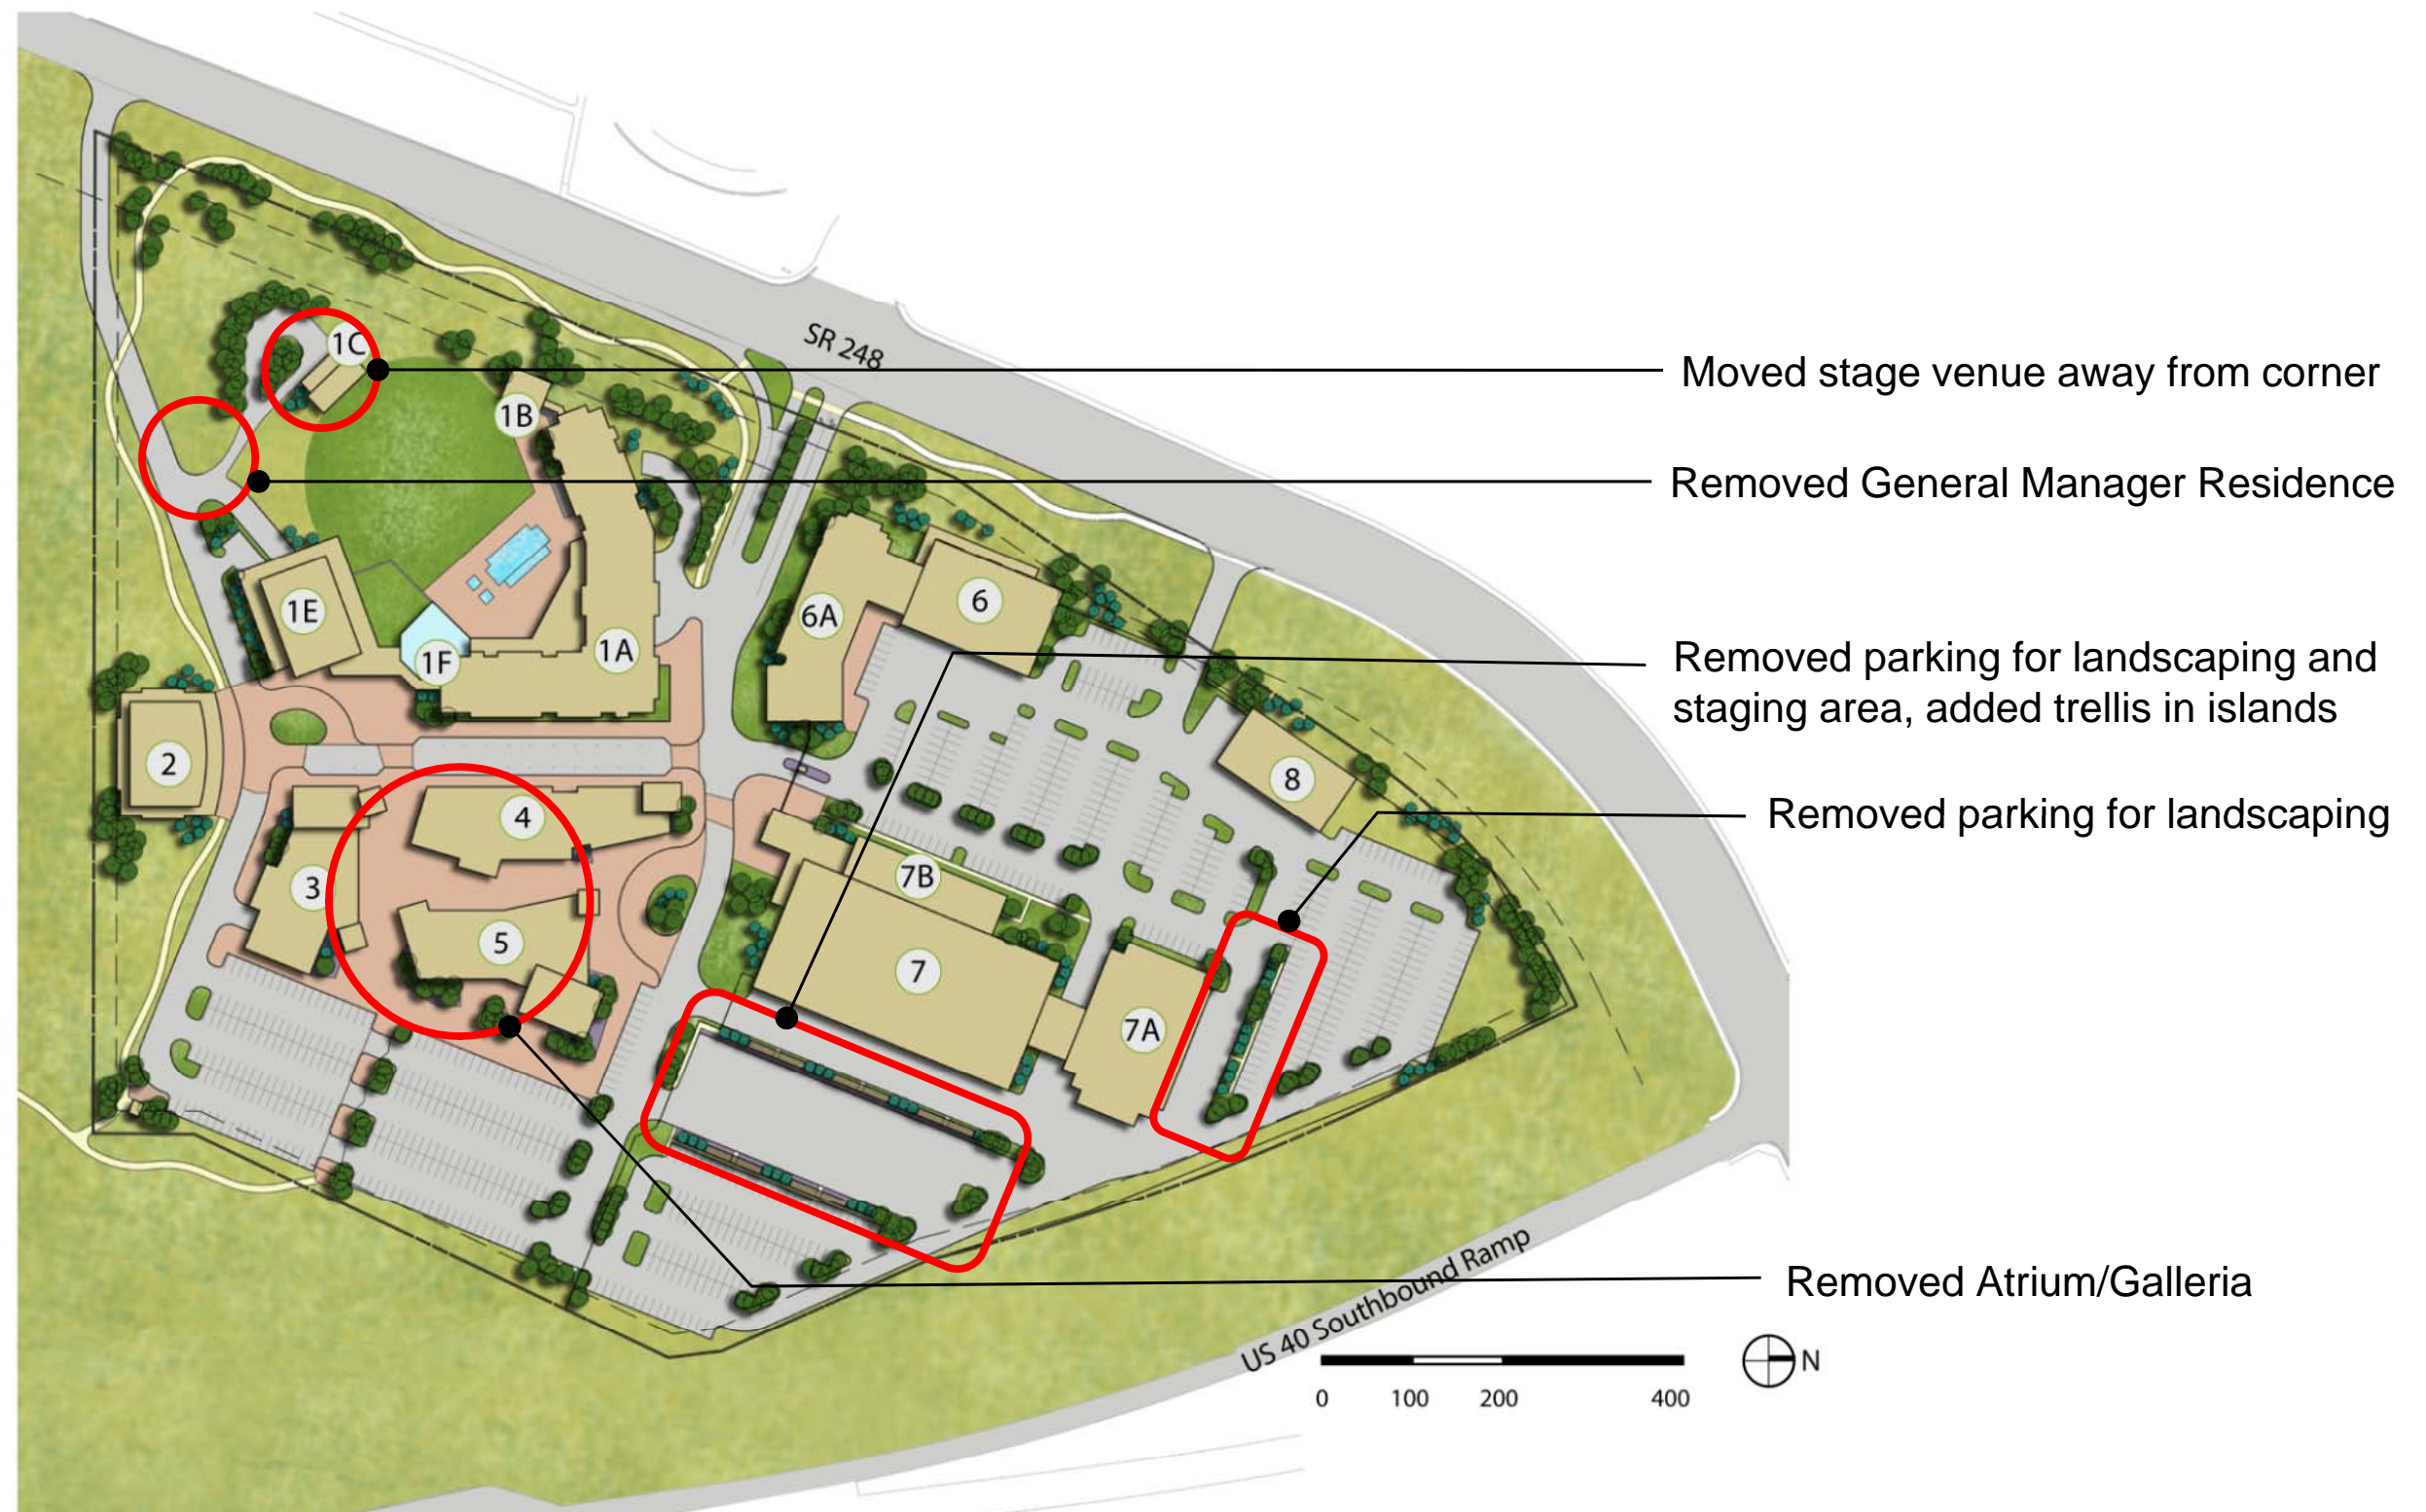 SR 248
1C
Moved stage venue away from corner
1B
Removed General Manager Residence
1E
6A
6
1F
1A
Removed parking for landscaping and
staging area, added trellis in islands
2
8
4
Removed parking for landscaping
3
7B
5
7
7A
US 40 Southbound Ramp
Removed Atrium/Galleria
N
0 100 200 400